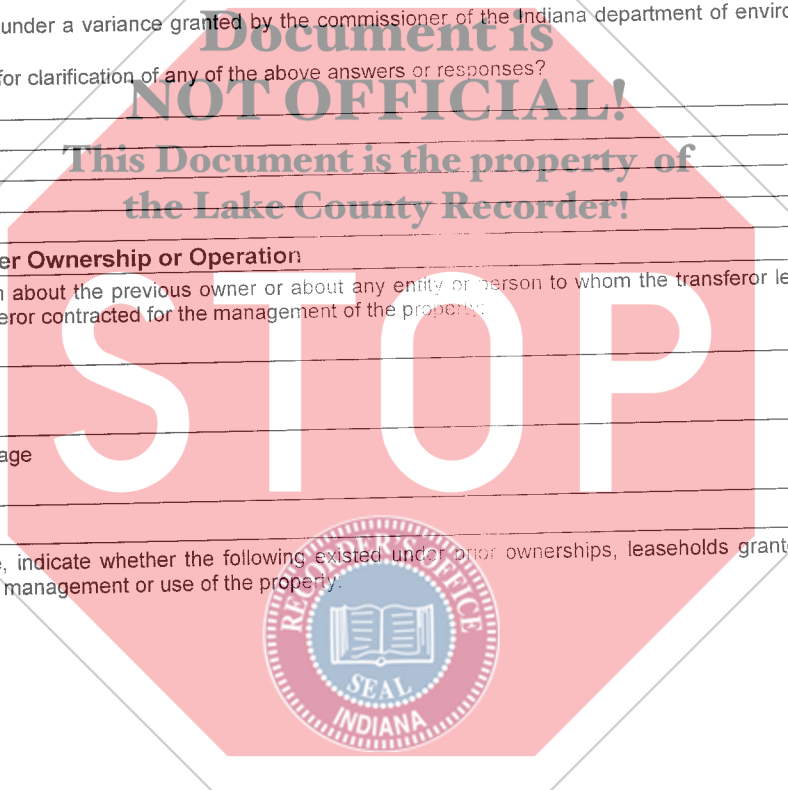 under a variance granted by the commissioner of the Indiana department of enviro
Document is
for clarification of any of the above answers or responses?
NOT OFFICIAL!
This Document is the property of
the Lake County Recorder!
er Ownership or Operation
n about the previous owner or about any entity or person to whom the transferor le
eror contracted for the management of the property:
STOP
age
, indicate whether the following existed under prior ownerships, leaseholds grant
management or use of the property.
RECORDER'S OFFICE
SEAL
INDIANA